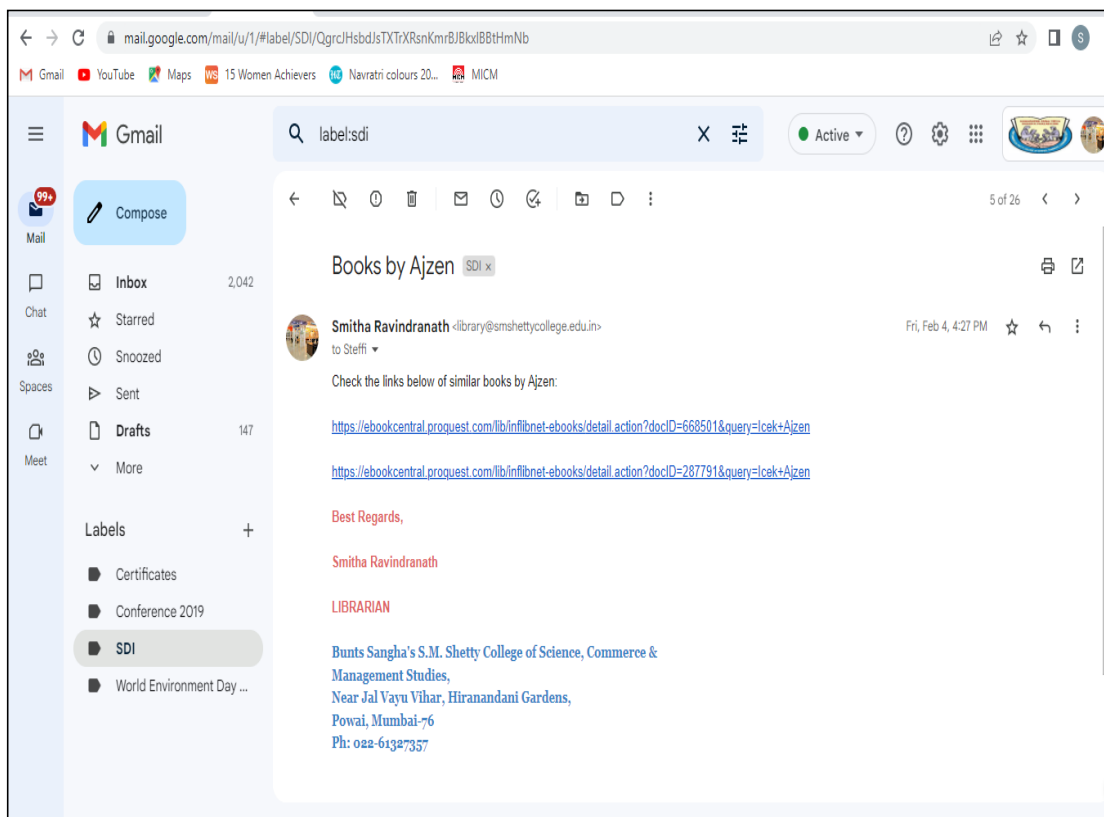 mail.google.com/mail/u/1/#label/SDI/QgrcJHsbdJsTXTrXRsnKmrBJBkxlBBtHmNb
S
Gmail YouTube Maps WS 15 Women Achievers HZ Navratri colours 20... MICM
Gmail
label:sdi
Active
99+
Mail
Compose
5 of 26
Books by Ajzen SDI x
Inbox 2,042
Chat
Starred
Smitha Ravindranath <library@smshettycollege.edu.in> Fri, Feb 4, 4:27 PM
to Steffi
Snoozed
Spaces
Check the links below of similar books by Ajzen:
Sent
https://ebookcentral.proquest.com/lib/inflibnet-ebooks/detail.action?docID=668501&query=Icek+Ajzen
Drafts 147
Meet
More
https://ebookcentral.proquest.com/lib/inflibnet-ebooks/detail.action?docID=287791&query=Icek+Ajzen
Best Regards,
Labels +
Smitha Ravindranath
Certificates
LIBRARIAN
Conference 2019
SDI
World Environment Day ...
Bunts Sangha's S.M. Shetty College of Science, Commerce &
Management Studies,
Near Jal Vayu Vihar, Hiranandani Gardens,
Powai, Mumbai-76
Ph: 022-61327357